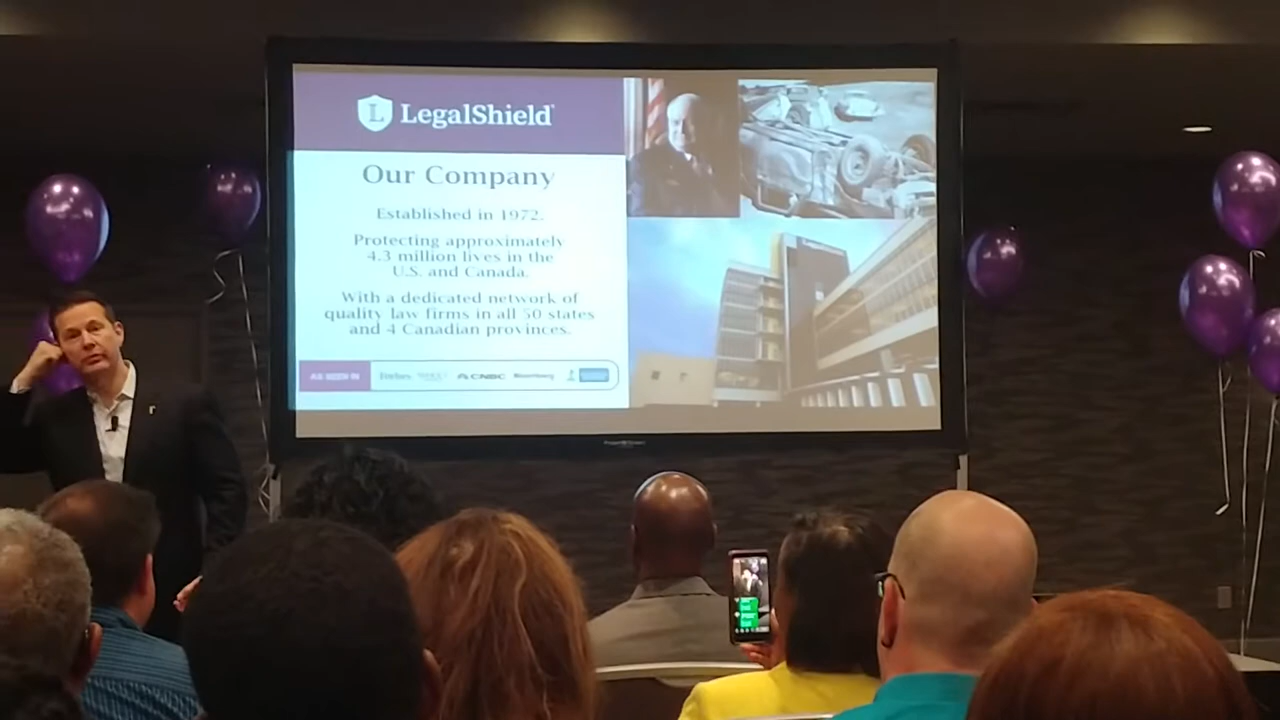 L LegalShield
Our Company
Established in 1972.
Protecting approximately
4.3 million lives in the
U.S. and Canada.
With a dedicated network of
quality law firms in all 50 states
and 4 Canadian provinces.
AS SEEN IN Forbes CNBC Bloomberg